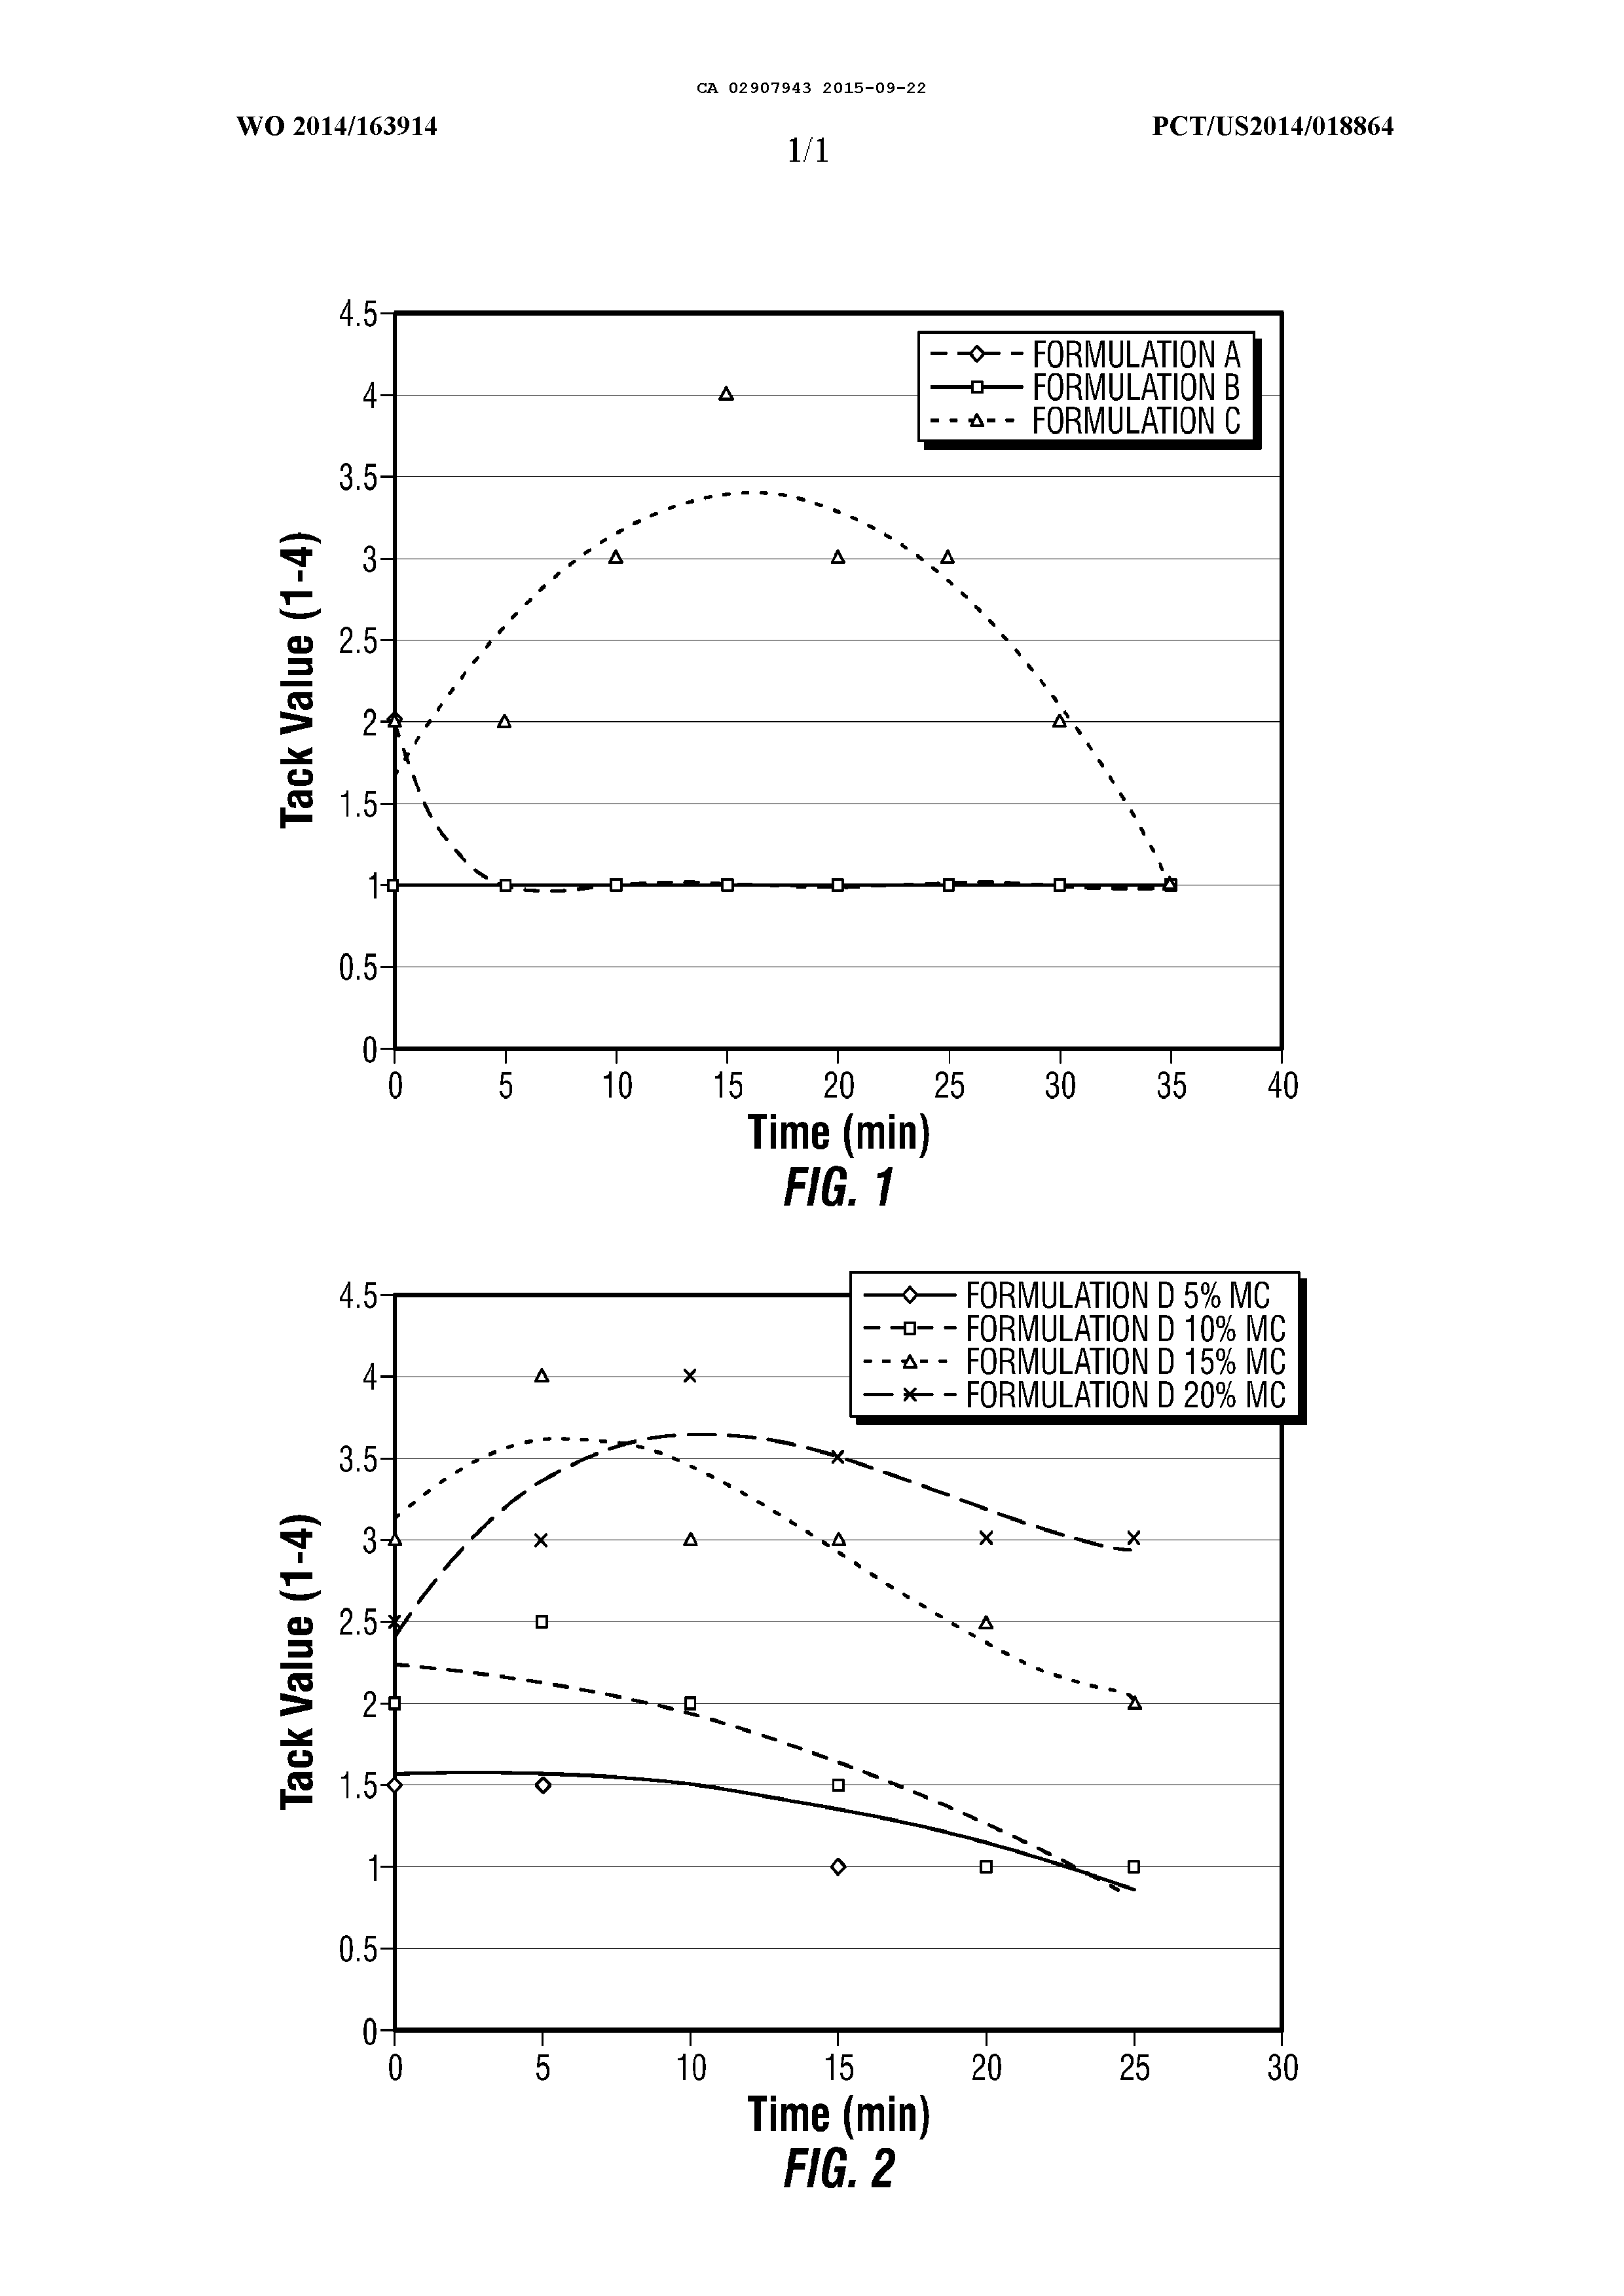 CA 02907943 2015-09-22
WO 2014/163914 PCT/US2014/018864
1/1
4.5
4
3.5
3
2.5
2
1.5
1
0.5
0
Tack Value (1-4)
FORMULATION A
FORMULATION B
FORMULATION C
0 5 10 15 20 25 30 35 40
Time (min)
FIG. 1
4.5
4
3.5
3
2.5
2
1.5
1
0.5
0
Tack Value (1-4)
FORMULATION D 5% MC
FORMULATION D 10% MC
FORMULATION D 15% MC
FORMULATION D 20% MC
0 5 10 15 20 25 30
Time (min)
FIG. 2